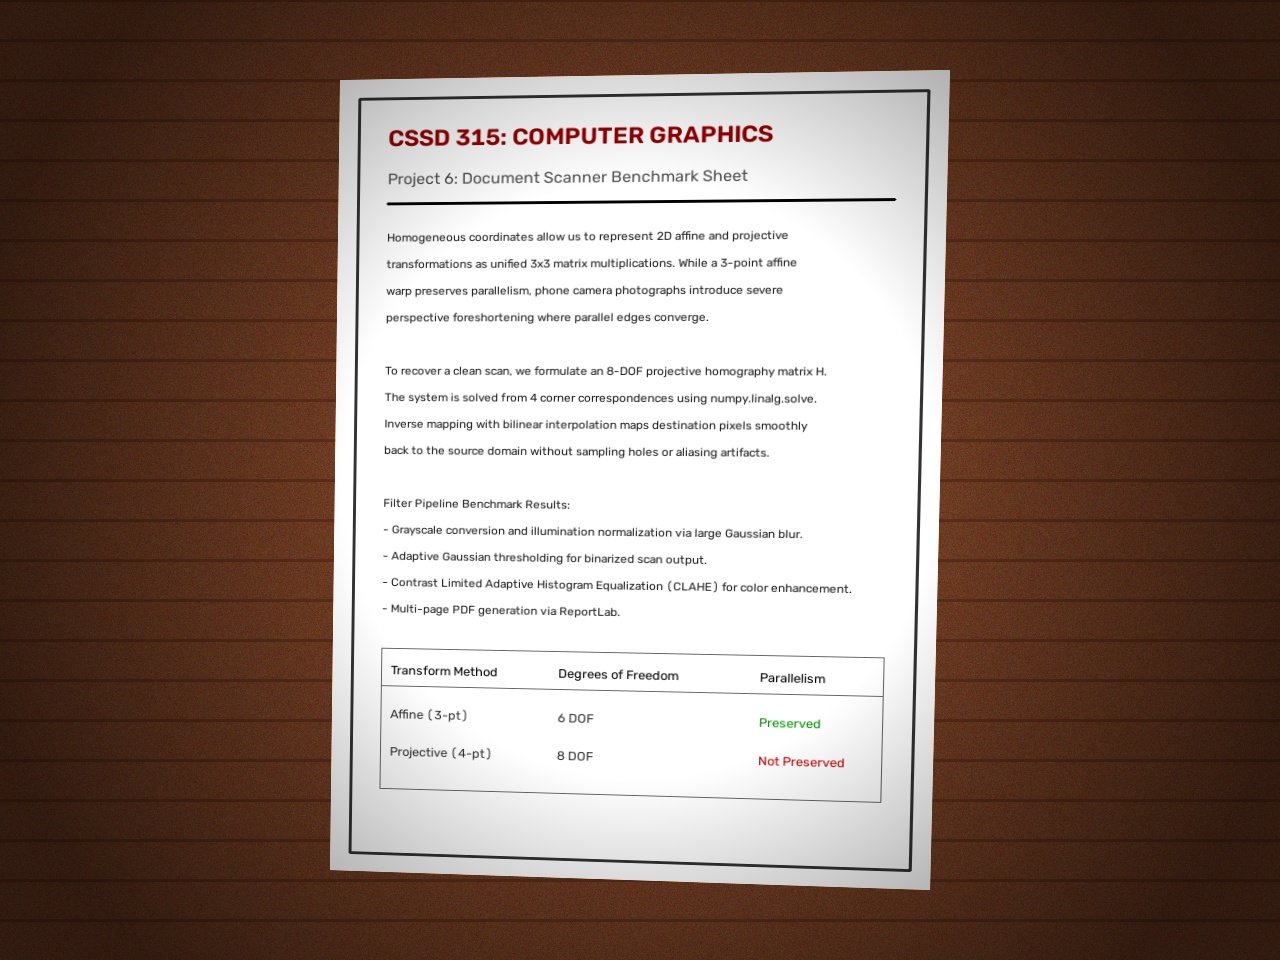 CSSD 315: COMPUTER GRAPHICS
Project 6: Document Scanner Benchmark Sheet
Homogeneous coordinates allow us to represent 2D affine and projective
transformations as unified 3x3 matrix multiplications. While a 3-point affine
warp preserves parallelism, phone camera photographs introduce severe
perspective foreshortening where parallel edges converge.
To recover a clean scan, we formulate an 8-DOF projective homography matrix H.
The system is solved from 4 corner correspondences using numpy.linalg.solve.
Inverse mapping with bilinear interpolation maps destination pixels smoothly
back to the source domain without sampling holes or aliasing artifacts.
Filter Pipeline Benchmark Results:
- Grayscale conversion and illumination normalization via large Gaussian blur.
- Adaptive Gaussian thresholding for binarized scan output.
- Contrast Limited Adaptive Histogram Equalization (CLAHE) for color enhancement.
- Multi-page PDF generation via ReportLab.
Transform Method Degrees of Freedom Parallelism
Affine (3-pt) 6 DOF Preserved
Projective (4-pt) 8 DOF Not Preserved